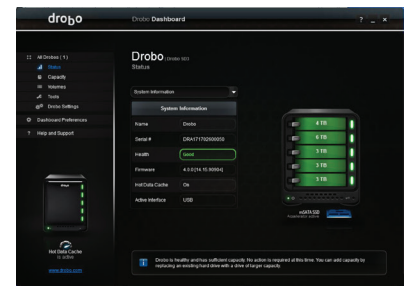 drobo
Drobo Dashboard
? _ x
All Drobos ( 1 )
Status
Capacity
Volumes
Tools
Drobo Settings
Dashboard Preferences
? Help and Support
Drobo
Status
System Information
System Information
Name Drobo
Serial #
Health Good
Firmware
Hot Data Cache On
Active Interface USB
4 TB
6 TB
3 TB
3 TB
3 TB
mSATA SSD
Accelerator active
Hot Data Cache
is active
www.drobo.com
Drobo is healthy and has sufficient capacity. No action is required at this time. You can add capacity by
replacing an existing hard drive with a drive of larger capacity.